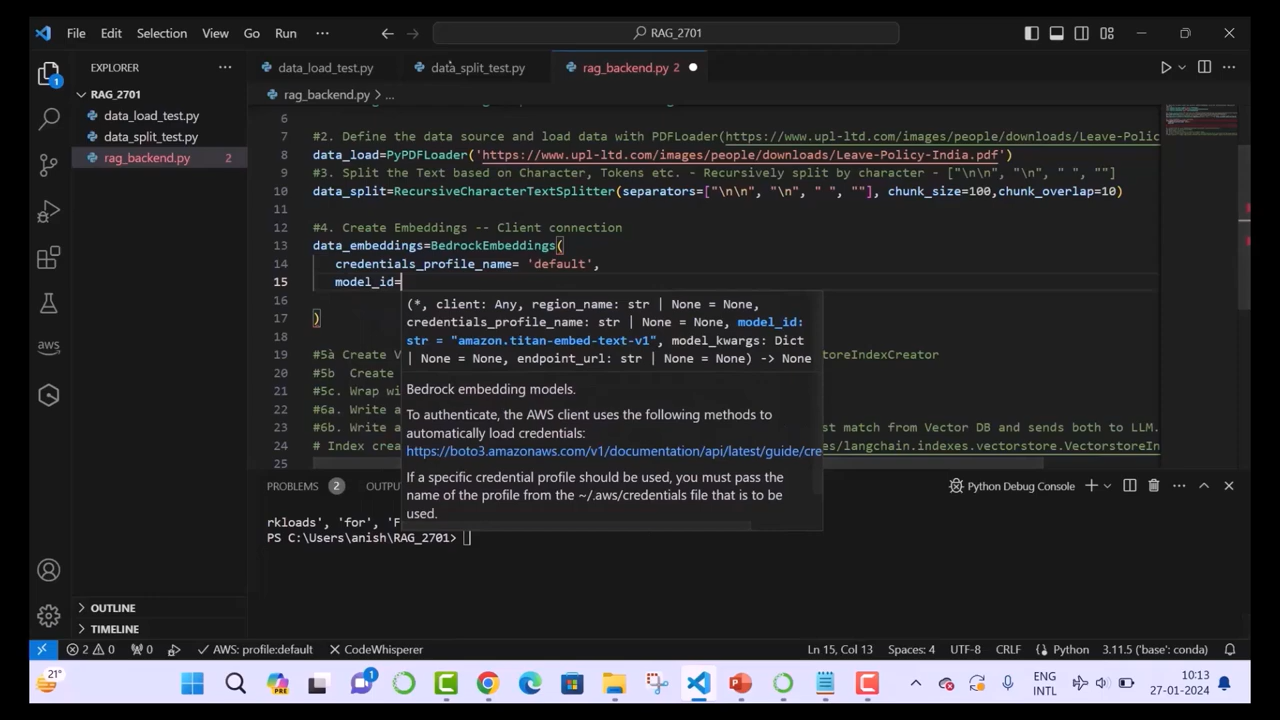 File Edit Selection View Go Run ··· RAG_2701
EXPLORER ···
data_load_test.py data_split_test.py rag_backend.py 2
RAG_2701
data_load_test.py
data_split_test.py
rag_backend.py 2
rag_backend.py > ...
6
7 #2. Define the data source and load data with PDFLoader(https://www.upl-ltd.com/images/people/downloads/Leave-Polic
8 data_load=PyPDFLoader('https://www.upl-ltd.com/images/people/downloads/Leave-Policy-India.pdf')
9 #3. Split the Text based on Character, Tokens etc. - Recursively split by character - ["\n\n", "\n", " ", ""]
10 data_split=RecursiveCharacterTextSplitter(separators=["\n\n", "\n", " ", ""], chunk_size=100,chunk_overlap=10)
11
12 #4. Create Embeddings -- Client connection
13 data_embeddings=BedrockEmbeddings(
14 credentials_profile_name= 'default',
15 model_id=
16
17 )
18
19 #5à Create V storeIndexCreator
20 #5b Create
21 #5c. Wrap wi
22 #6a. Write a
23 #6b. Write a st match from Vector DB and sends both to LLM.
24 # Index crea es/langchain.indexes.vectorstore.VectorstoreIn
25
(*, client: Any, region_name: str | None = None,
credentials_profile_name: str | None = None, model_id:
str = "amazon.titan-embed-text-v1", model_kwargs: Dict
| None = None, endpoint_url: str | None = None) -> None
Bedrock embedding models.
To authenticate, the AWS client uses the following methods to
automatically load credentials:
https://boto3.amazonaws.com/v1/documentation/api/latest/guide/cre
If a specific credential profile should be used, you must pass the
name of the profile from the ~/.aws/credentials file that is to be
used.
aws
PROBLEMS 2 OUTPU Python Debug Console
rkloads', 'for', 'F
PS C:\Users\anish\RAG_2701>
OUTLINE
TIMELINE
2 0 0 AWS: profile:default CodeWhisperer Ln 15, Col 13 Spaces: 4 UTF-8 CRLF Python 3.11.5 ('base': conda)
21° PRE 1 ENG INTL 10:13 27-01-2024